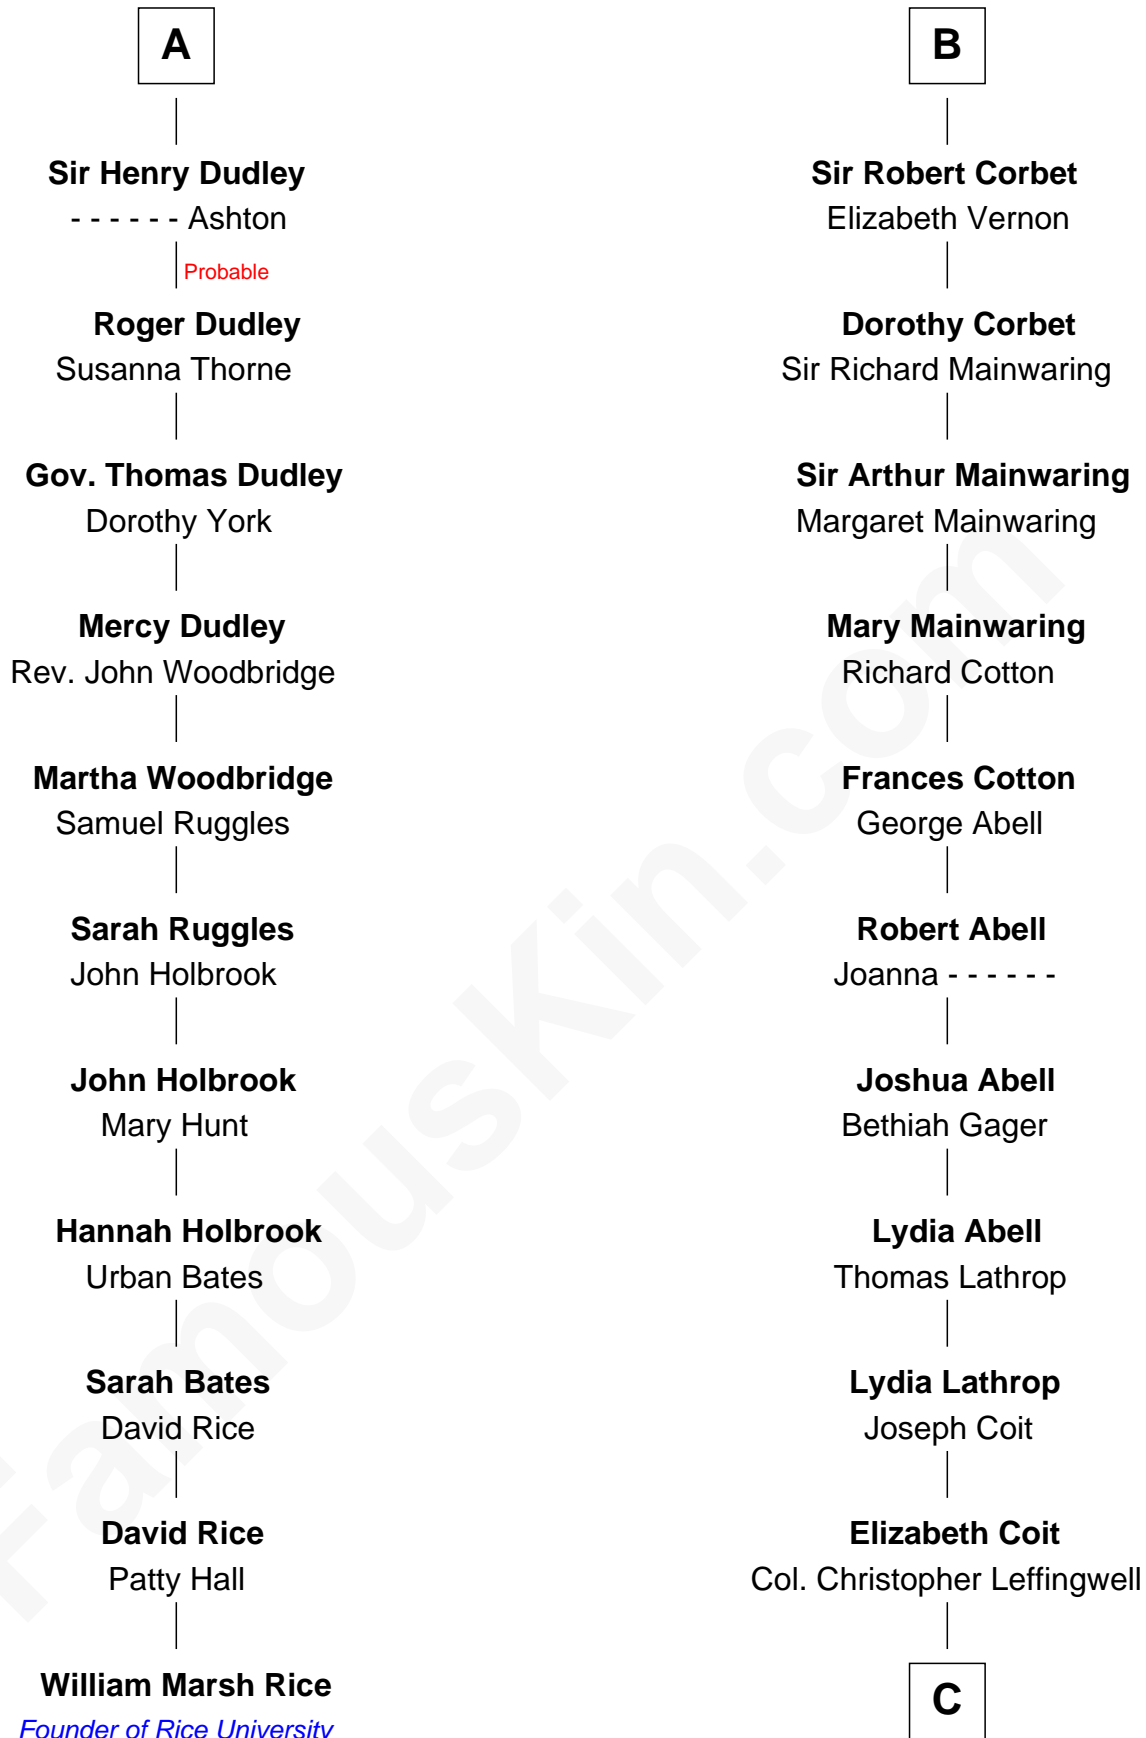 A
Sir Henry Dudley
- - - - - - Ashton
Probable
Roger Dudley
Susanna Thorne
Gov. Thomas Dudley
Dorothy York
Mercy Dudley
Rev. John Woodbridge
Martha Woodbridge
Samuel Ruggles
Sarah Ruggles
John Holbrook
John Holbrook
Mary Hunt
Hannah Holbrook
Urban Bates
Sarah Bates
David Rice
David Rice
Patty Hall
William Marsh Rice
Founder of Rice University
B
Sir Robert Corbet
Elizabeth Vernon
Dorothy Corbet
Sir Richard Mainwaring
Sir Arthur Mainwaring
Margaret Mainwaring
Mary Mainwaring
Richard Cotton
Frances Cotton
George Abell
Robert Abell
Joanna - - - - - -
Joshua Abell
Bethiah Gager
Lydia Abell
Thomas Lathrop
Lydia Lathrop
Joseph Coit
Elizabeth Coit
Col. Christopher Leffingwell
C
FamousKin.com